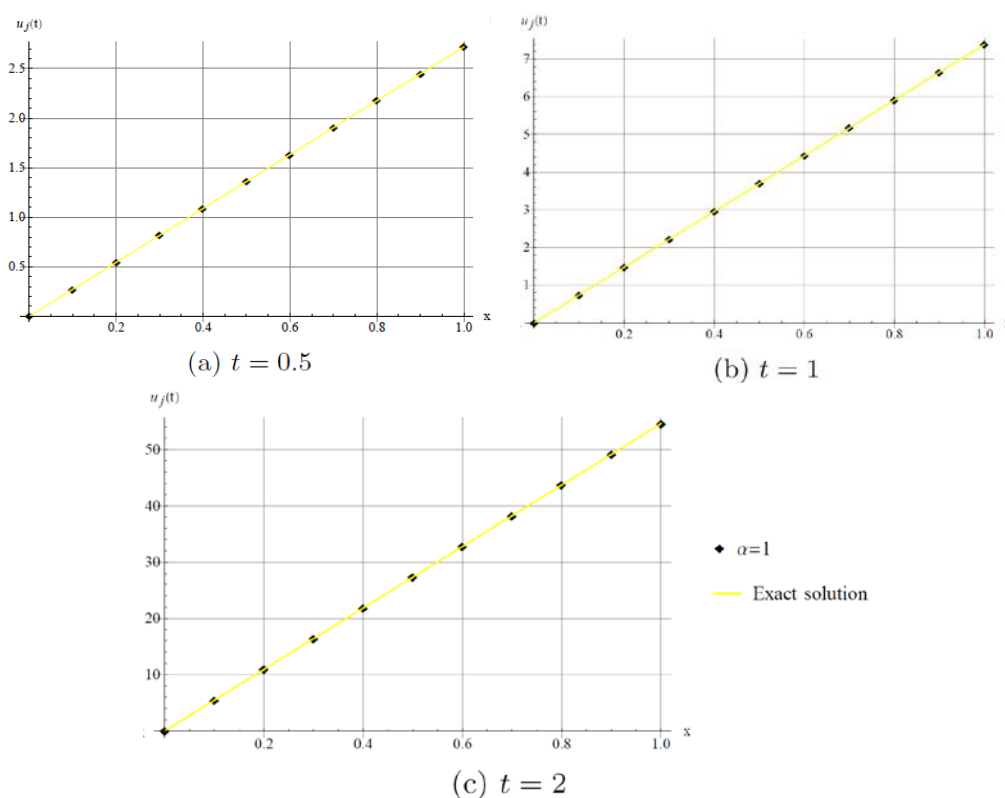 u_j(t)
2.5
2.0
1.5
1.0
0.5
0.2 0.4 0.6 0.8 1.0 x
(a) t = 0.5
u_j(t)
7
6
5
4
3
2
1
0.2 0.4 0.6 0.8 1.0
(b) t = 1
u_j(t)
50
40
30
20
10
0.2 0.4 0.6 0.8 1.0 x
(c) t = 2
α=1
Exact solution